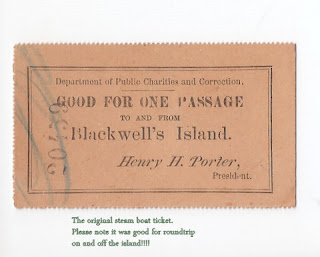 Department of Public Charities and Correction,
GOOD FOR ONE PASSAGE
TO AND FROM
Blackwell's Island.
Henry H. Porter,
President.
The original steam boat ticket.
Please note it was good for roundtrip
on and off the island!!!!